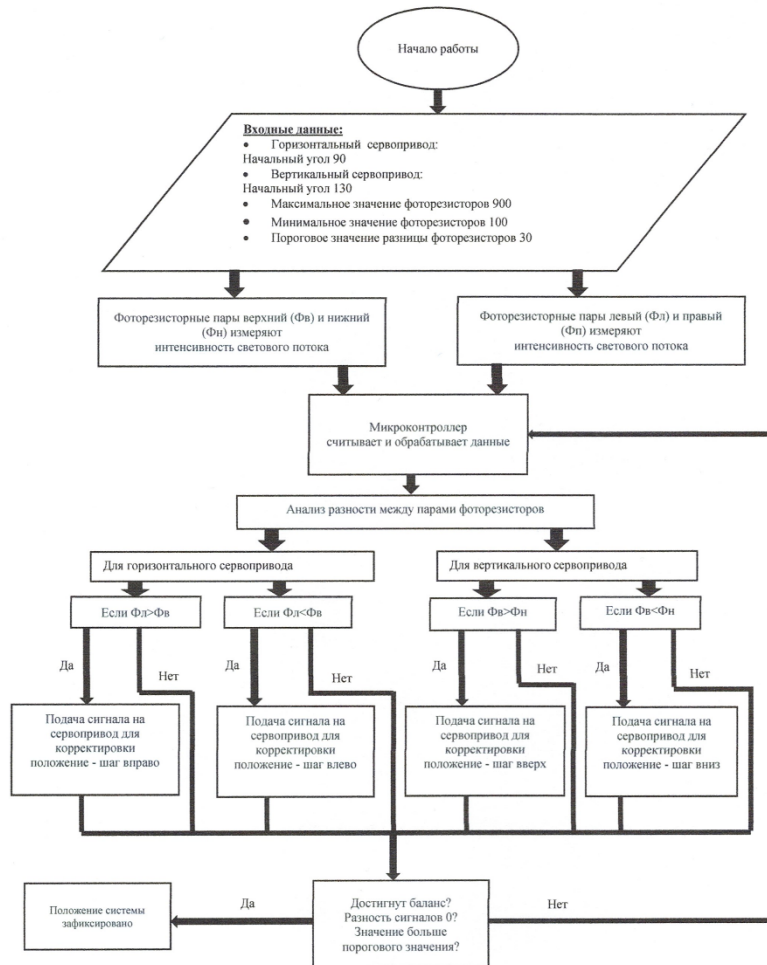 Начало работы
Входные данные:
• Горизонтальный сервопривод:
Начальный угол 90
• Вертикальный сервопривод:
Начальный угол 130
• Максимальное значение фоторезисторов 900
• Минимальное значение фоторезисторов 100
• Пороговое значение разницы фоторезисторов 30
Фоторезисторные пары верхний (Фв) и нижний
(Фн) измеряют
интенсивность светового потока
Фоторезисторные пары левый (Фл) и правый
(Фп) измеряют
интенсивность светового потока
Микроконтроллер
считывает и обрабатывает данные
Анализ разности между парами фоторезисторов
Для горизонтального сервопривода
Для вертикального сервопривода
Если Фл>Фв
Если Фл<Фв
Если Фв>Фн
Если Фв<Фн
Да
Нет
Да
Нет
Да
Нет
Да
Нет
Подача сигнала на
сервопривод для
корректировки
положение - шаг вправо
Подача сигнала на
сервопривод для
корректировки
положение - шаг влево
Подача сигнала на
сервопривод для
корректировки
положение - шаг вверх
Подача сигнала на
сервопривод для
корректировки
положение - шаг вниз
Положение системы
зафиксировано
Да
Достигнут баланс?
Разность сигналов 0?
Значение больше
порогового значения?
Нет